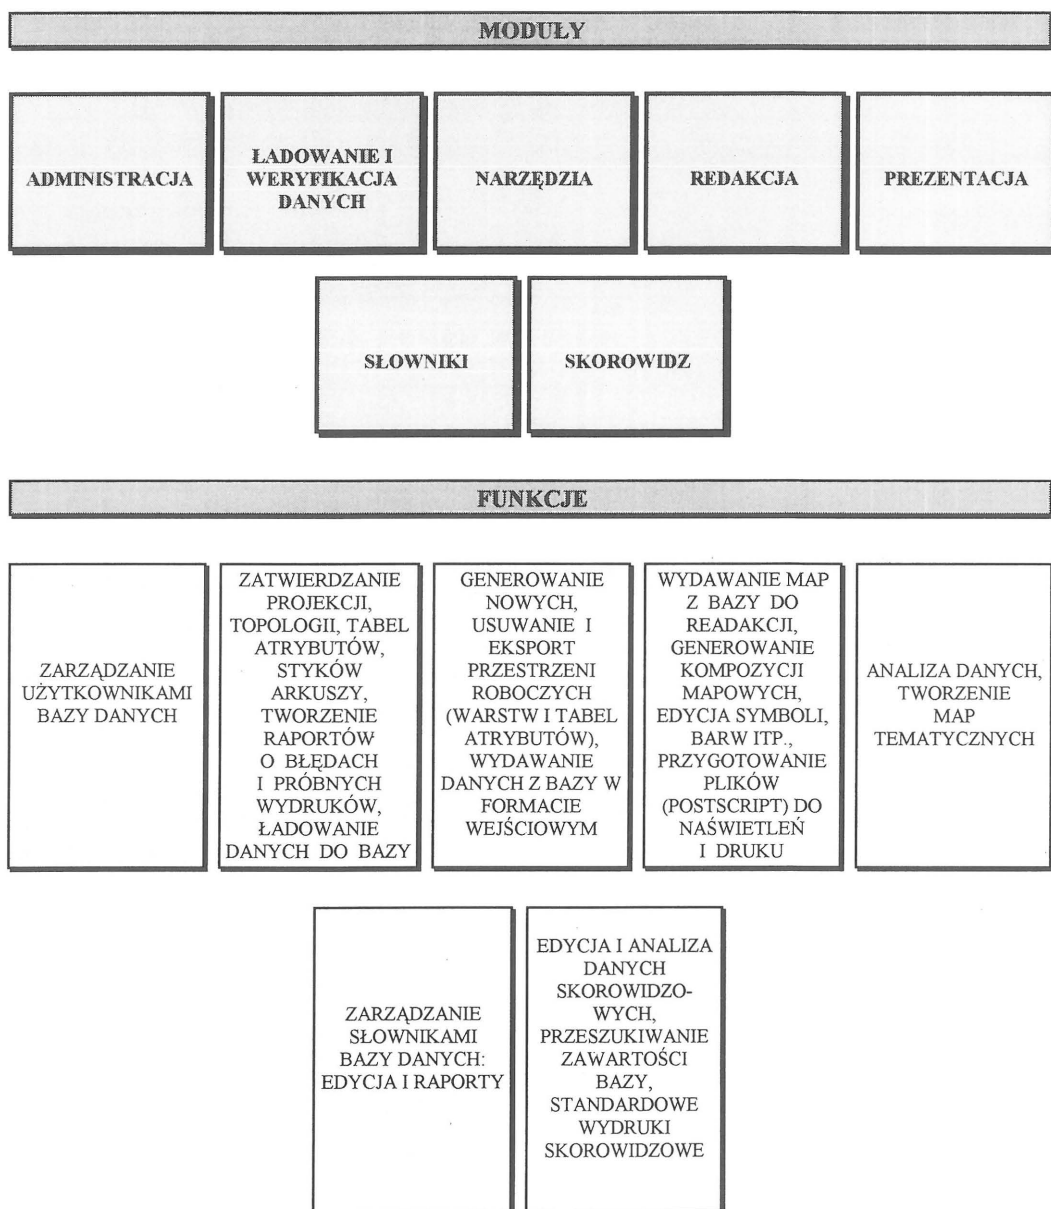 MODUŁY
ADMINISTRACJA
ŁADOWANIE I
WERYFIKACJA
DANYCH
NARZĘDZIA
REDAKCJA
PREZENTACJA
SŁOWNIKI
SKOROWIDZ
FUNKCJE
ZARZĄDZANIE
UŻYTKOWNIKAMI
BAZY DANYCH
ZATWIERDZANIE
PROJEKCJI,
TOPOLOGII, TABEL
ATRYBUTÓW,
STYKÓW
ARKUSZY,
TWORZENIE
RAPORTÓW
O BŁĘDACH
I PRÓBNYCH
WYDRUKÓW,
ŁADOWANIE
DANYCH DO BAZY
GENEROWANIE
NOWYCH,
USUWANIE I
EKSPORT
PRZESTRZENI
ROBOCZYCH
(WARSTW I TABEL
ATRYBUTÓW),
WYDAWANIE
DANYCH Z BAZY W
FORMACIE
WEJŚCIOWYM
WYDAWANIE MAP
Z BAZY DO
READAKCJI,
GENEROWANIE
KOMPOZYCJI
MAPOWYCH,
EDYCJA SYMBOLI,
BARW ITP.,
PRZYGOTOWANIE
PLIKÓW
(POSTSCRIPT) DO
NAŚWIETLEŃ
I DRUKU
ANALIZA DANYCH,
TWORZENIE
MAP
TEMATYCZNYCH
ZARZĄDZANIE
SŁOWNIKAMI
BAZY DANYCH:
EDYCJA I RAPORTY
EDYCJA I ANALIZA
DANYCH
SKOROWIDZO-
WYCH,
PRZESZUKIWANIE
ZAWARTOŚCI
BAZY,
STANDARDOWE
WYDRUKI
SKOROWIDZOWE